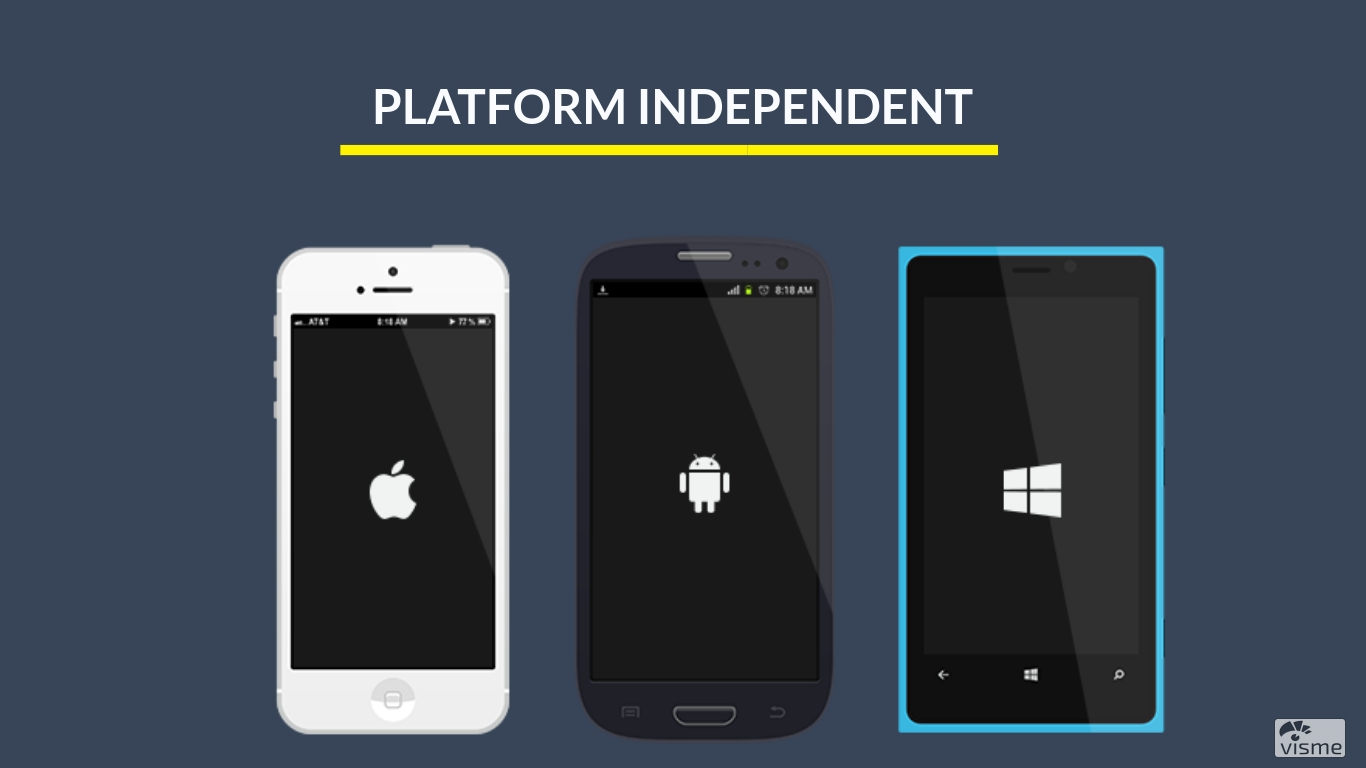 PLATFORM INDEPENDENT
AT&T 8:18 AM 77%
8:18 AM
visme